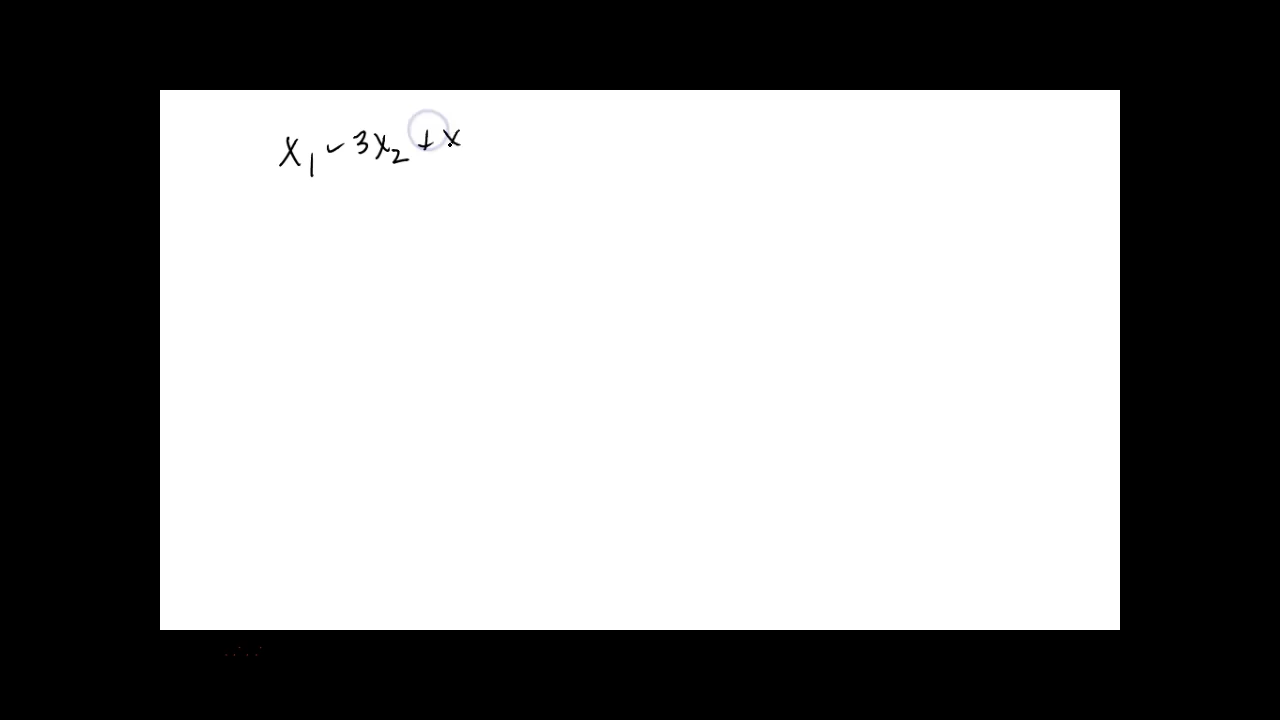 x₁ - 3x₂ + x